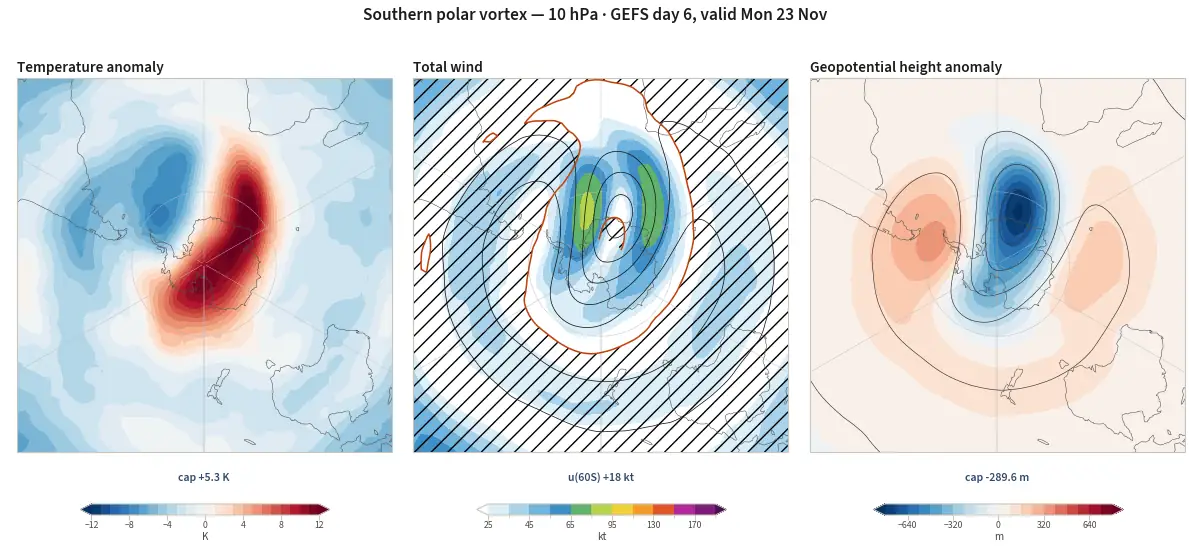 Southern polar vortex — 10 hPa · GEFS day 6, valid Mon 23 Nov
Temperature anomaly
Total wind
Geopotential height anomaly
cap +5.3 K
u(60S) +18 kt
cap -289.6 m
−12 −8 −4 0 4 8 12
K
25 45 65 95 130 170
kt
−640 −320 0 320 640
m